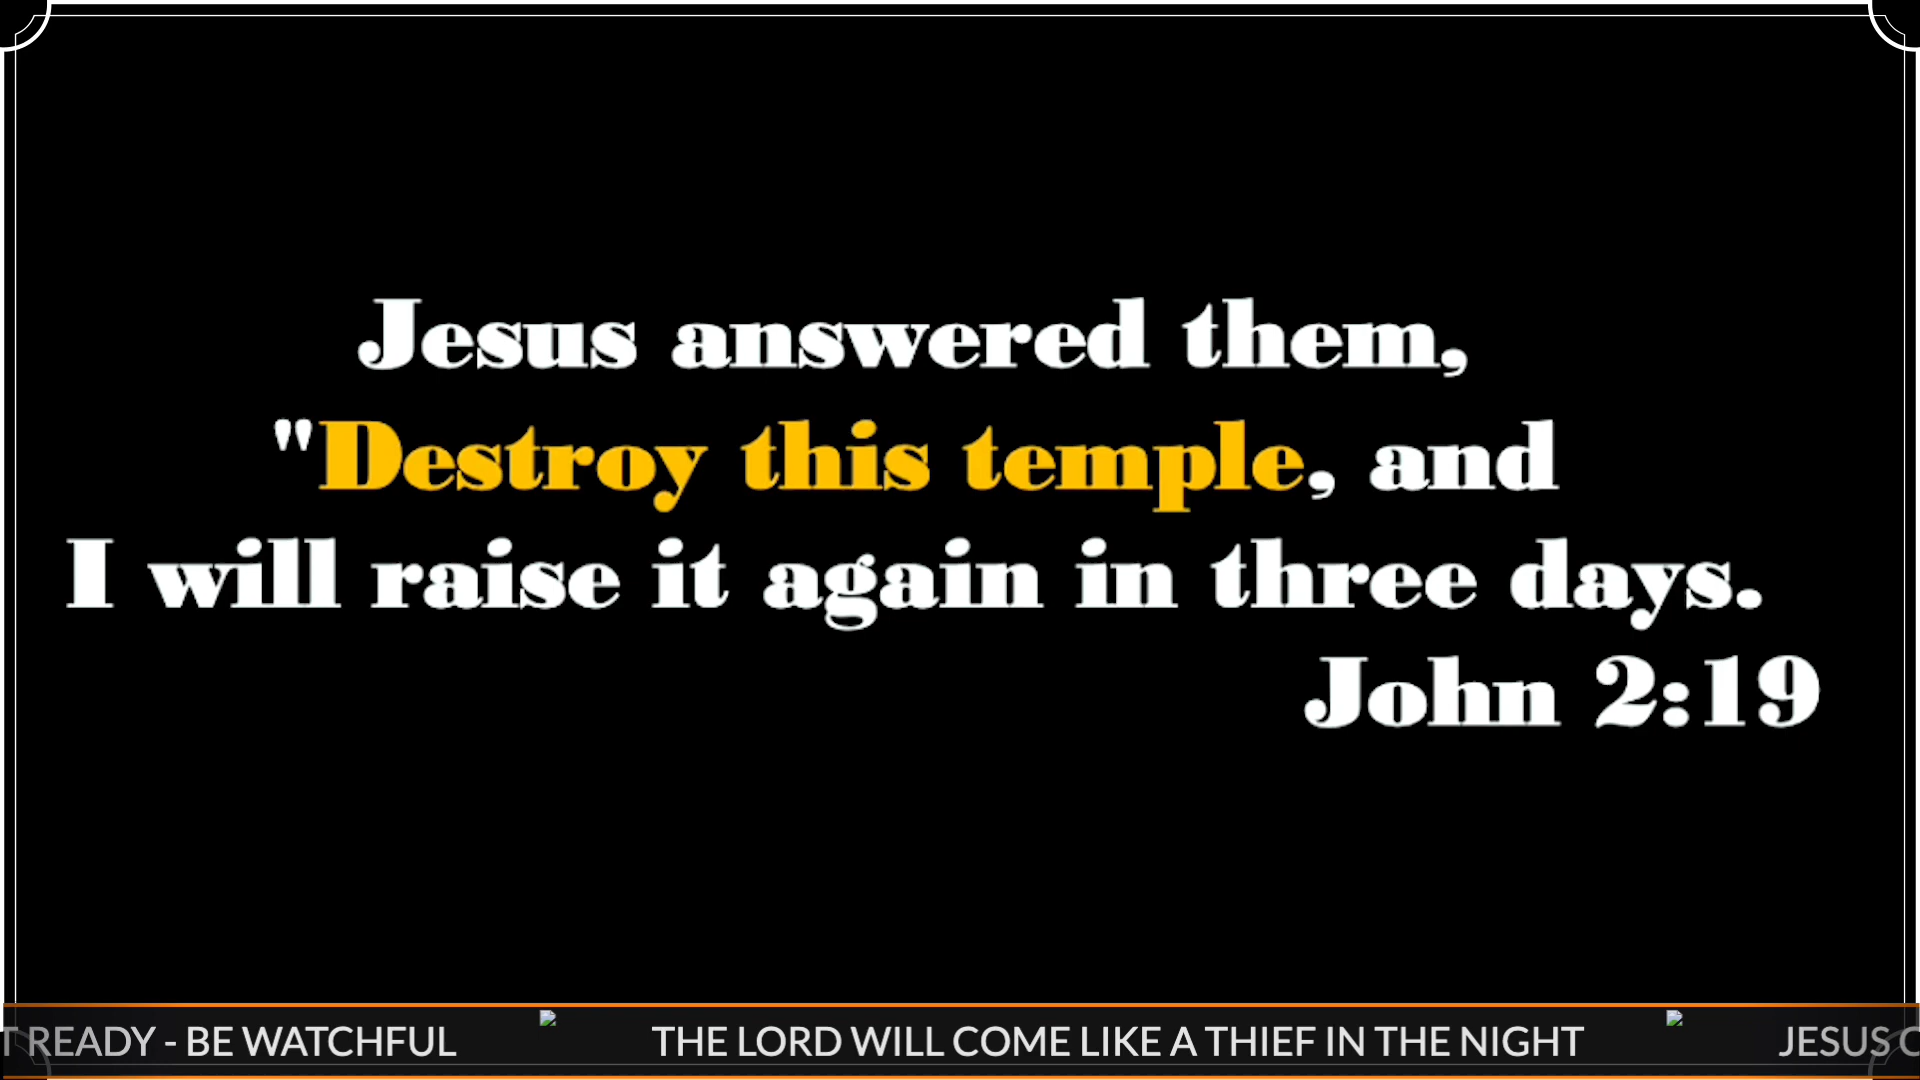 Jesus answered them,
"Destroy this temple, and
I will raise it again in three days.
John 2:19
READY - BE WATCHFUL THE LORD WILL COME LIKE A THIEF IN THE NIGHT JESUS